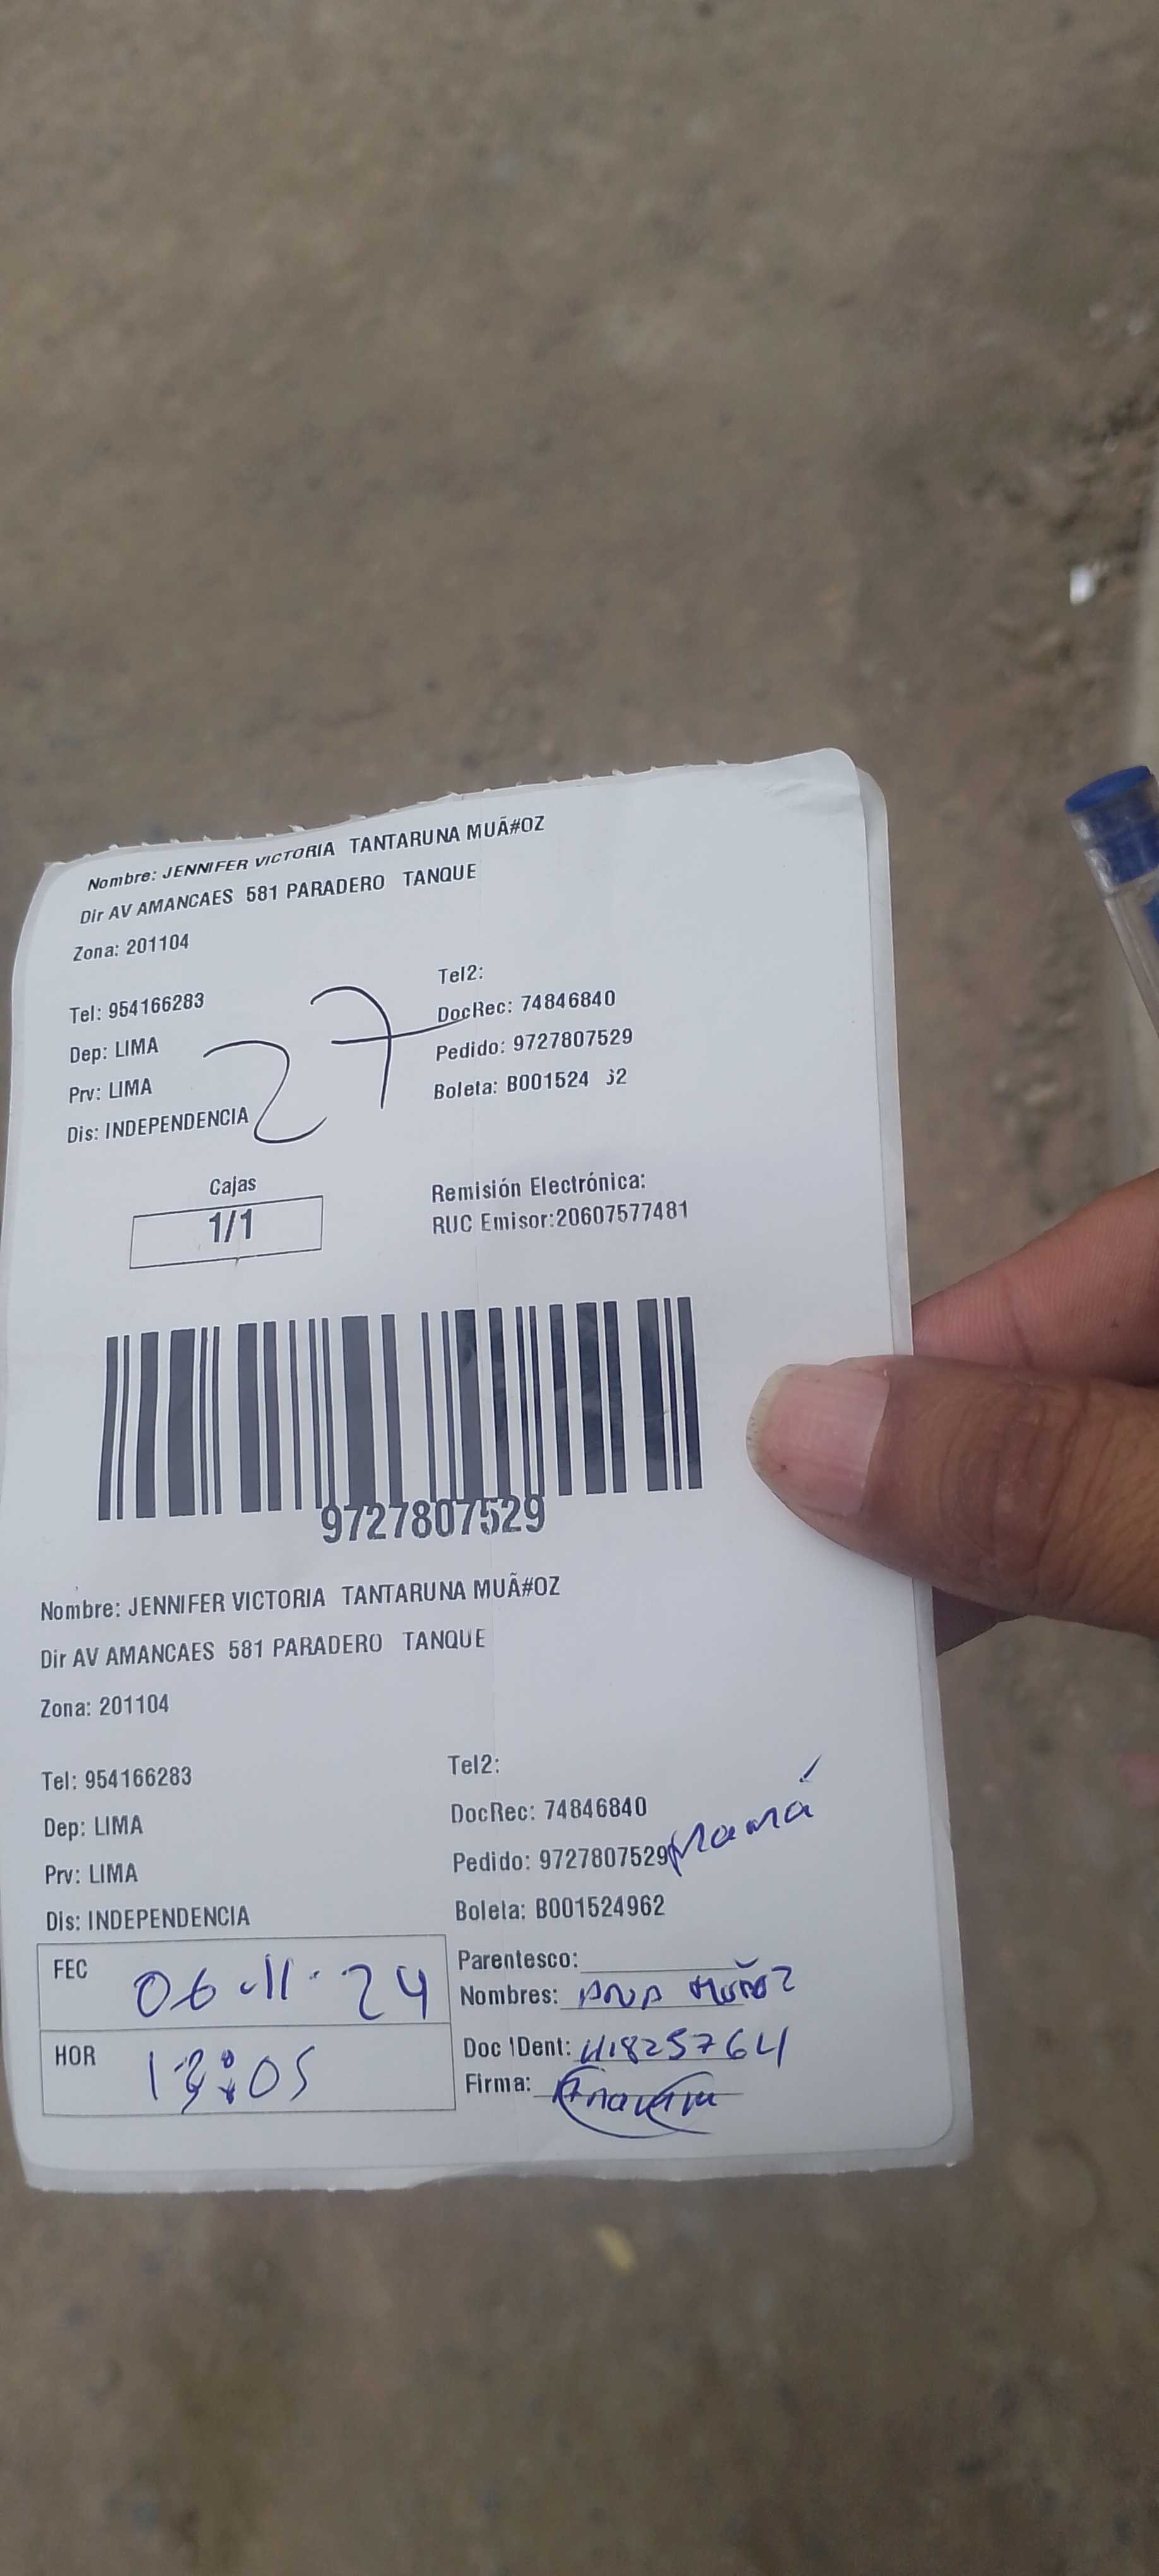 Nombre: JENNIFER VICTORIA TANTARUNA MUÃ#OZ
Dir AV AMANCAES 581 PARADERO TANQUE
Zona: 201104
Tel2:
Tel: 954166283
DocRec: 74846840
Dep: LIMA
Pedido: 9727807529
Prv: LIMA
Boleta: B001524 62
Dis: INDEPENDENCIA
27
Cajas
1/1
Remisión Electrónica:
RUC Emisor:20607577481
9727807529
Nombre: JENNIFER VICTORIA TANTARUNA MUÃ#OZ
Dir AV AMANCAES 581 PARADERO TANQUE
Zona: 201104
Tel2:
Tel: 954166283
DocRec: 74846840
Dep: LIMA
Pedido: 9727807529 Mamá
Prv: LIMA
Boleta: B001524962
Dis: INDEPENDENCIA
FEC 06-11-24
Parentesco:
Nombres: ANA MUÑOZ
HOR
Doc IDent: 41825764
Firma: